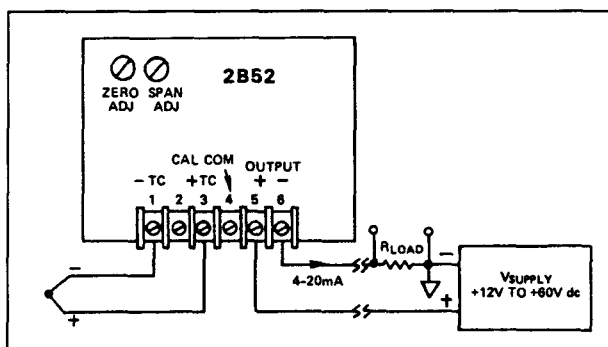 2B52
ZERO ADJ
SPAN ADJ
CAL COM
- TC
+TC
OUTPUT
+ -
1 2 3 4 5 6
-
+
4-20mA
RLOAD
-
+
VSUPPLY
+12V TO +60V dc